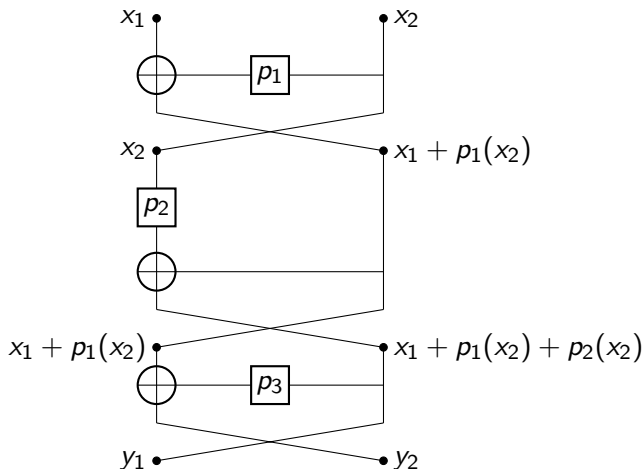 x₁ x₂
p₁
x₂ x₁ + p₁(x₂)
p₂
x₁ + p₁(x₂) x₁ + p₁(x₂) + p₂(x₂)
p₃
y₁ y₂